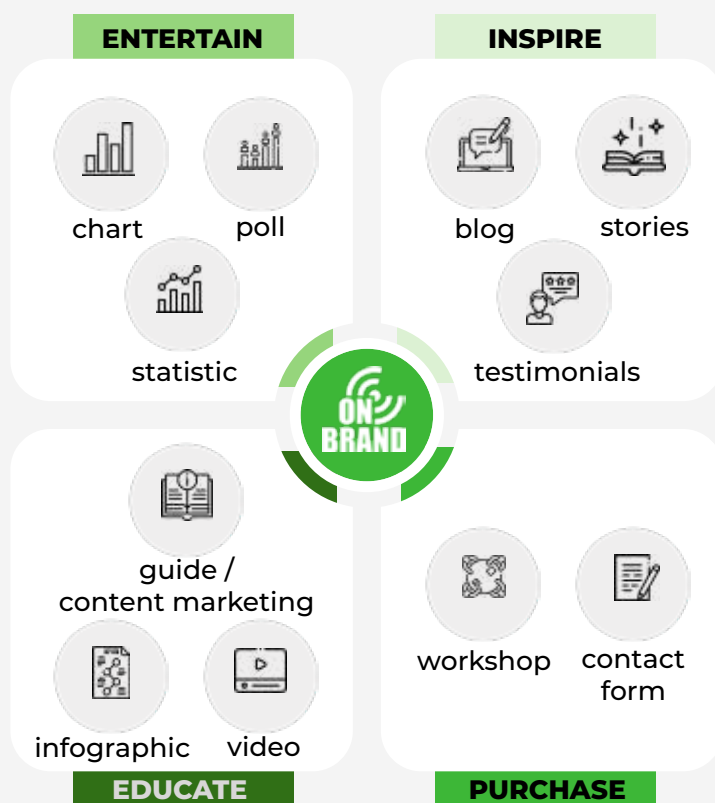 ENTERTAIN
INSPIRE
chart
poll
blog
stories
statistic
testimonials
ON
BRAND
guide /
content marketing
workshop
contact
form
infographic
video
EDUCATE
PURCHASE